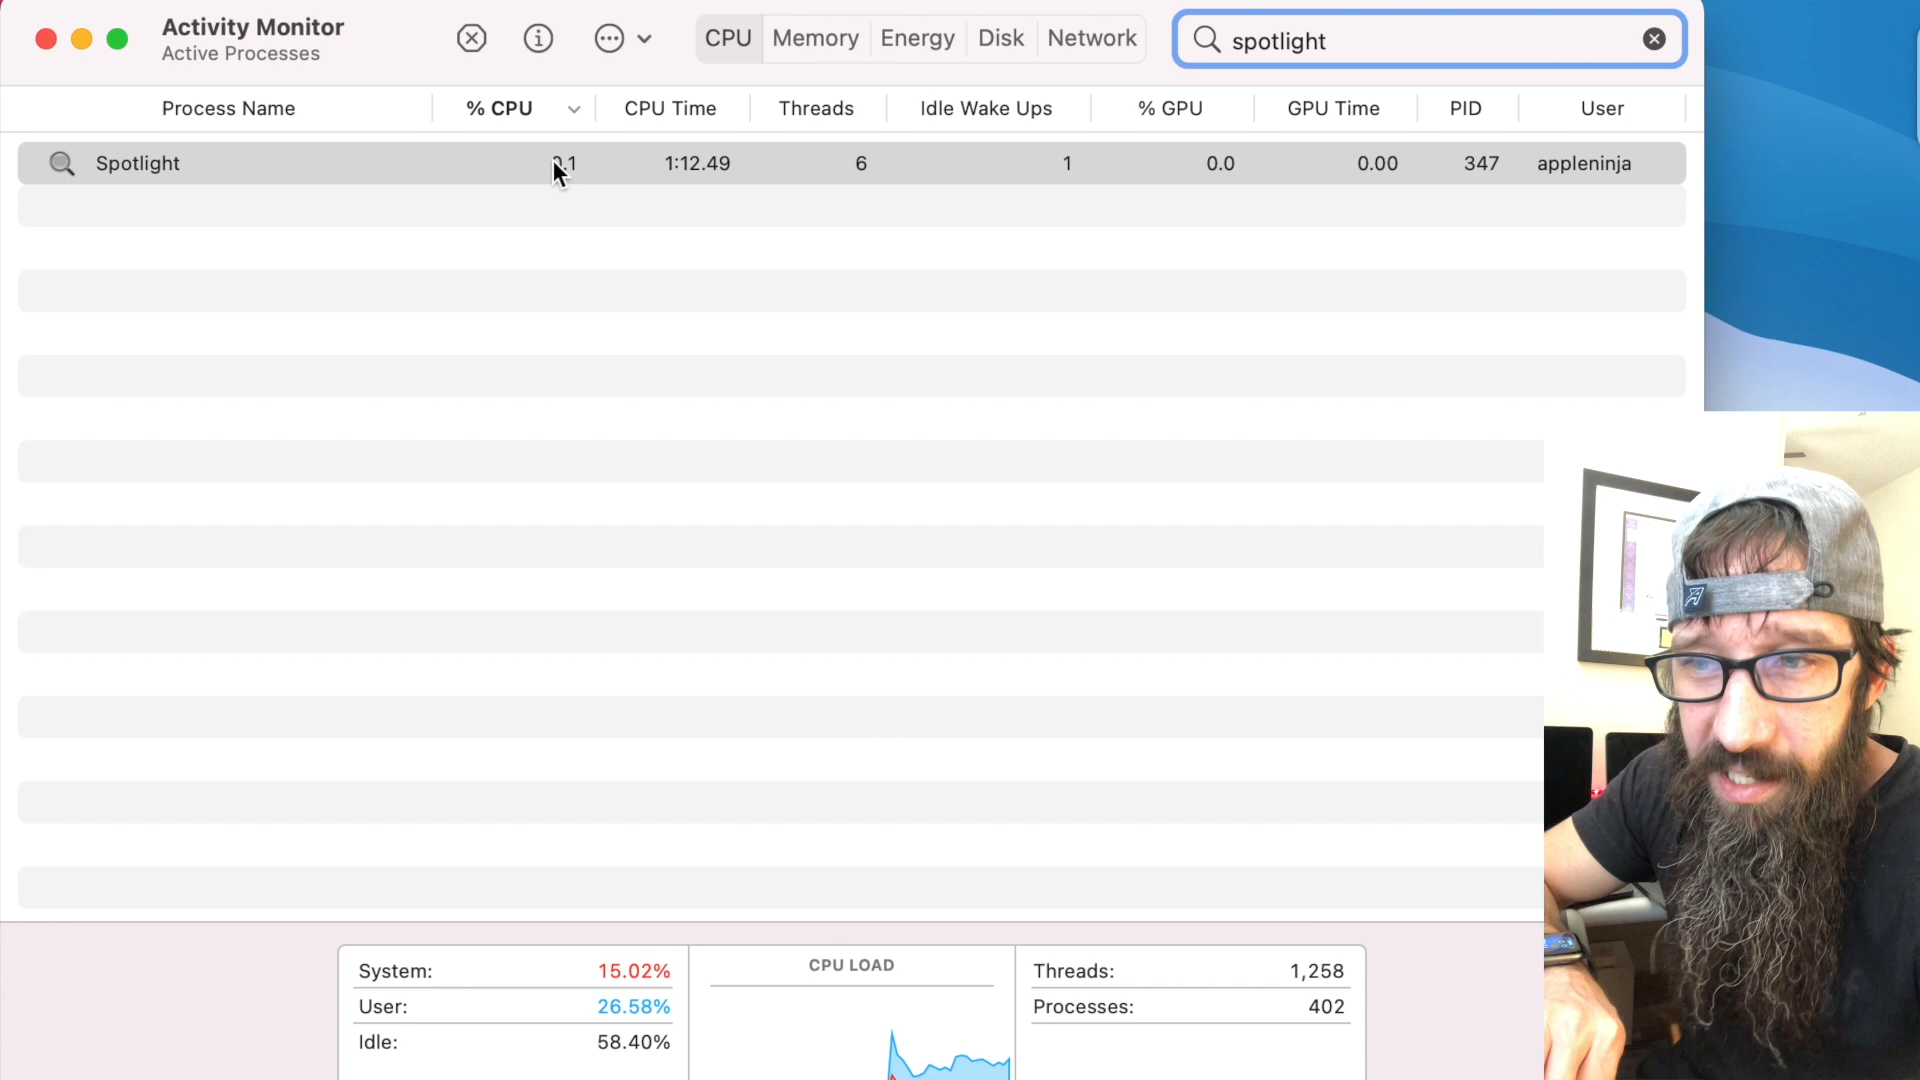 Activity Monitor
Active Processes
CPU Memory Energy Disk Network
spotlight
Process Name % CPU CPU Time Threads Idle Wake Ups % GPU GPU Time PID User
Spotlight 1:12.49 6 1 0.0 0.00 347 appleninja
System: 15.02%
User: 26.58%
Idle: 58.40%
CPU LOAD
Threads: 1,258
Processes: 402